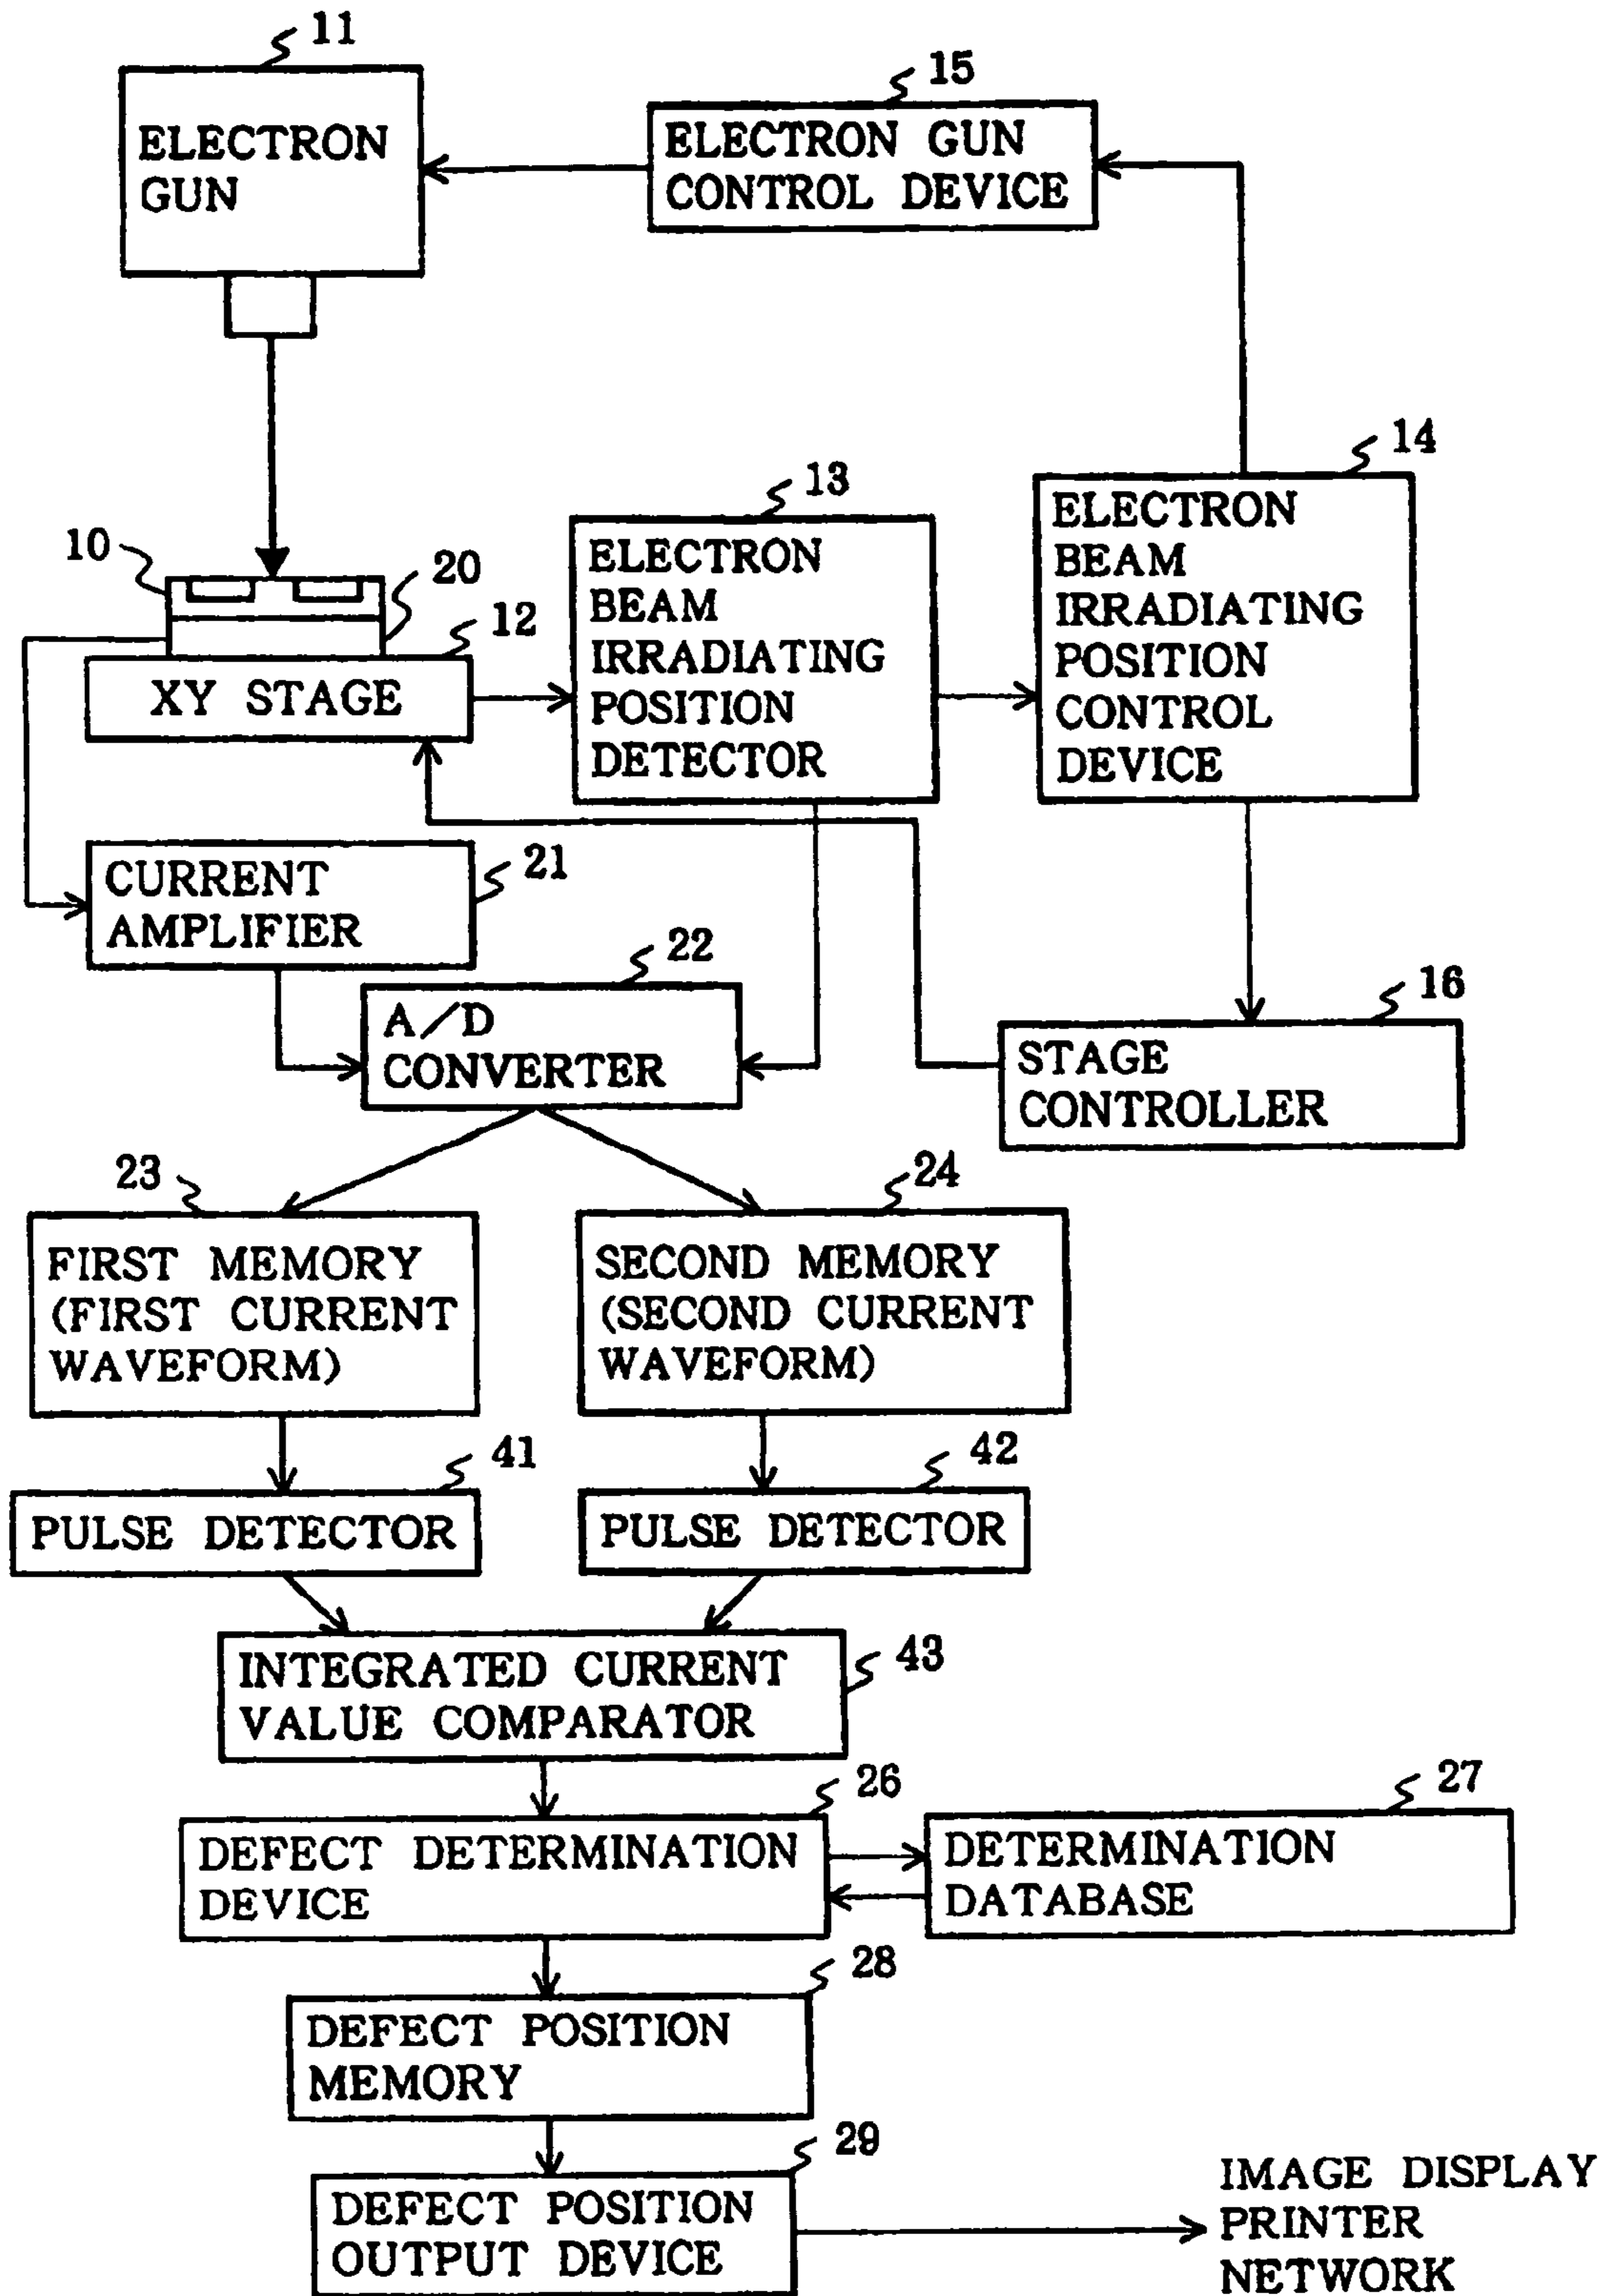 11
ELECTRON
GUN
15
ELECTRON GUN
CONTROL DEVICE
14
ELECTRON
BEAM
IRRADIATING
POSITION
CONTROL
DEVICE
13
ELECTRON
BEAM
IRRADIATING
POSITION
DETECTOR
10
20
12
XY STAGE
21
CURRENT
AMPLIFIER
22
A/D
CONVERTER
16
STAGE
CONTROLLER
23
FIRST MEMORY
(FIRST CURRENT
WAVEFORM)
24
SECOND MEMORY
(SECOND CURRENT
WAVEFORM)
41
PULSE DETECTOR
42
PULSE DETECTOR
43
INTEGRATED CURRENT
VALUE COMPARATOR
26
DEFECT DETERMINATION
DEVICE
27
DETERMINATION
DATABASE
28
DEFECT POSITION
MEMORY
29
DEFECT POSITION
OUTPUT DEVICE
IMAGE DISPLAY
PRINTER
NETWORK